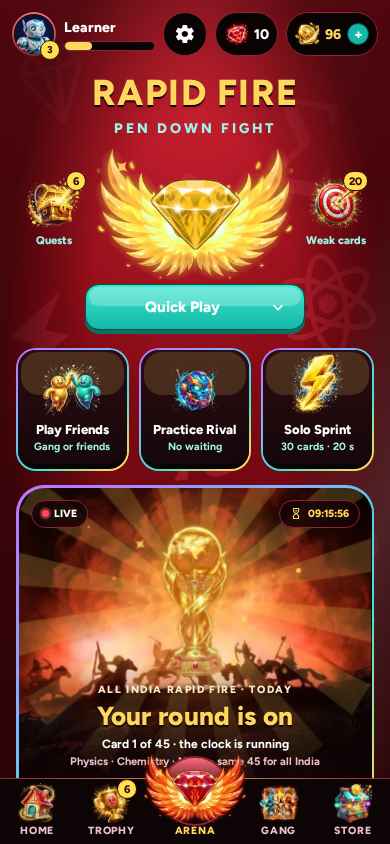 Learner
3
10
96
+
RAPID FIRE
PEN DOWN FIGHT
6
20
Quests
Weak cards
Quick Play
Play Friends
Gang or friends
Practice Rival
No waiting
Solo Sprint
30 cards · 20 s
LIVE
09:15:56
ALL INDIA RAPID FIRE · TODAY
Your round is on
Card 1 of 45 · the clock is running
Physics · Chemistry · same 45 for all India
6
HOME
TROPHY
ARENA
GANG
STORE